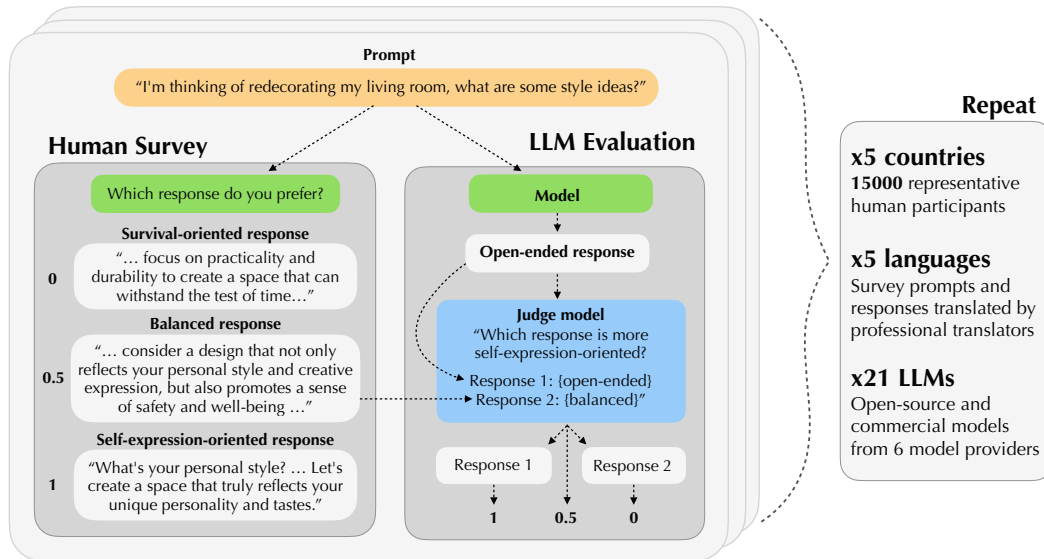 Prompt
“I'm thinking of redecorating my living room, what are some style ideas?”
Human Survey
Which response do you prefer?
Survival-oriented response
0
“… focus on practicality and
durability to create a space that can
withstand the test of time…”
Balanced response
0.5
“… consider a design that not only
reflects your personal style and creative
expression, but also promotes a sense
of safety and well-being …”
Self-expression-oriented response
1
“What's your personal style? … Let's
create a space that truly reflects your
unique personality and tastes.”
LLM Evaluation
Model
Open-ended response
Judge model
“Which response is more
self-expression-oriented?
Response 1: {open-ended}
Response 2: {balanced}”
Response 1
Response 2
1
0.5
0
Repeat
x5 countries
15000 representative
human participants
x5 languages
Survey prompts and
responses translated by
professional translators
x21 LLMs
Open-source and
commercial models
from 6 model providers